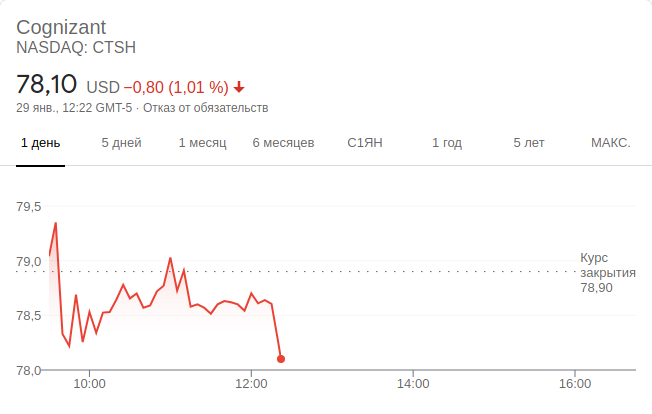 Cognizant
NASDAQ: CTSH
78,10 USD −0,80 (1,01 %)
29 янв., 12:22 GMT-5 · Отказ от обязательств
1 день 5 дней 1 месяц 6 месяцев С1ЯН 1 год 5 лет МАКС.
79,5
79,0
78,5
78,0
Курс
закрытия
78,90
10:00 12:00 14:00 16:00